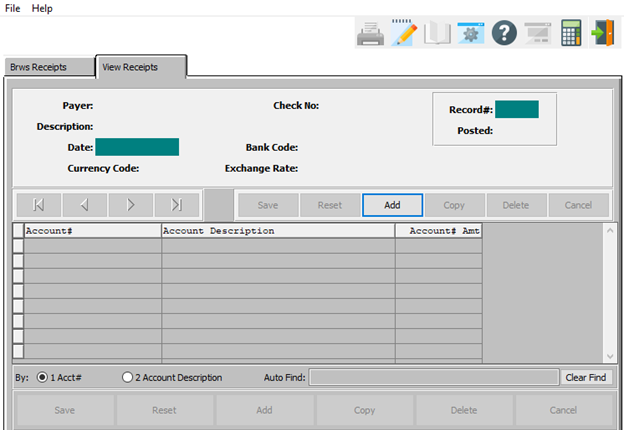 File Help
?
Brws Receipts View Receipts
Payer: Check No: Record#:
Posted:
Description:
Date: Bank Code:
Currency Code: Exchange Rate:
Save Reset Add Copy Delete Cancel
Account# Account Description Account# Amt
By: 1 Acct# 2 Account Description Auto Find: Clear Find
Save Reset Add Copy Delete Cancel